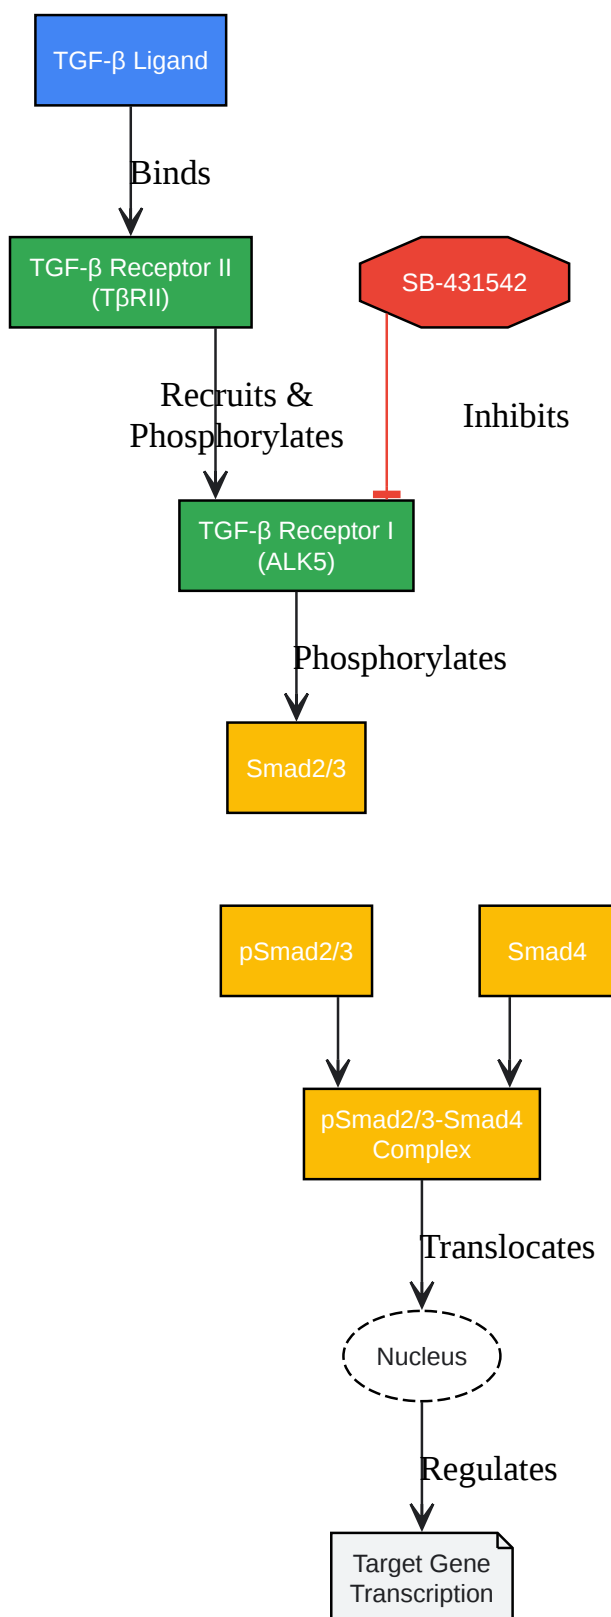 TGF-β Ligand
Binds
TGF-β Receptor II
(TβRII)
SB-431542
Recruits &
Phosphorylates
Inhibits
TGF-β Receptor I
(ALK5)
Phosphorylates
Smad2/3
pSmad2/3
Smad4
pSmad2/3-Smad4
Complex
Translocates
Nucleus
Regulates
Target Gene
Transcription